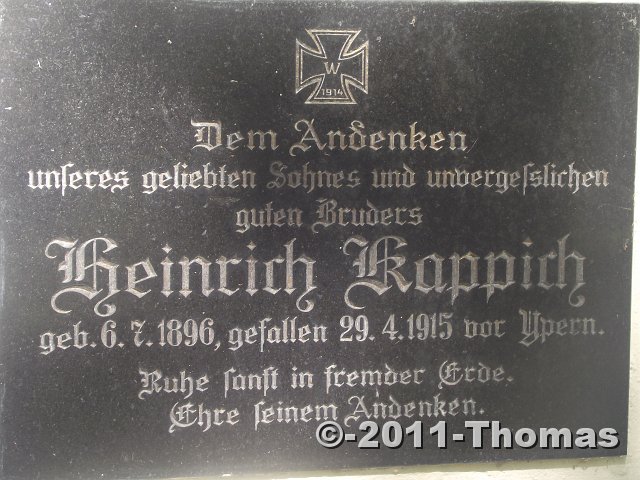 W
1914
Dem Andenken
unseres geliebten Sohnes und unvergesslichen
guten Bruders
Heinrich Kappich
geb. 6. 7. 1896, gefallen 29. 4. 1915 vor Ypern.
Ruhe sanft in fremder Erde.
Ehre seinem Andenken.
©-2011-Thomas